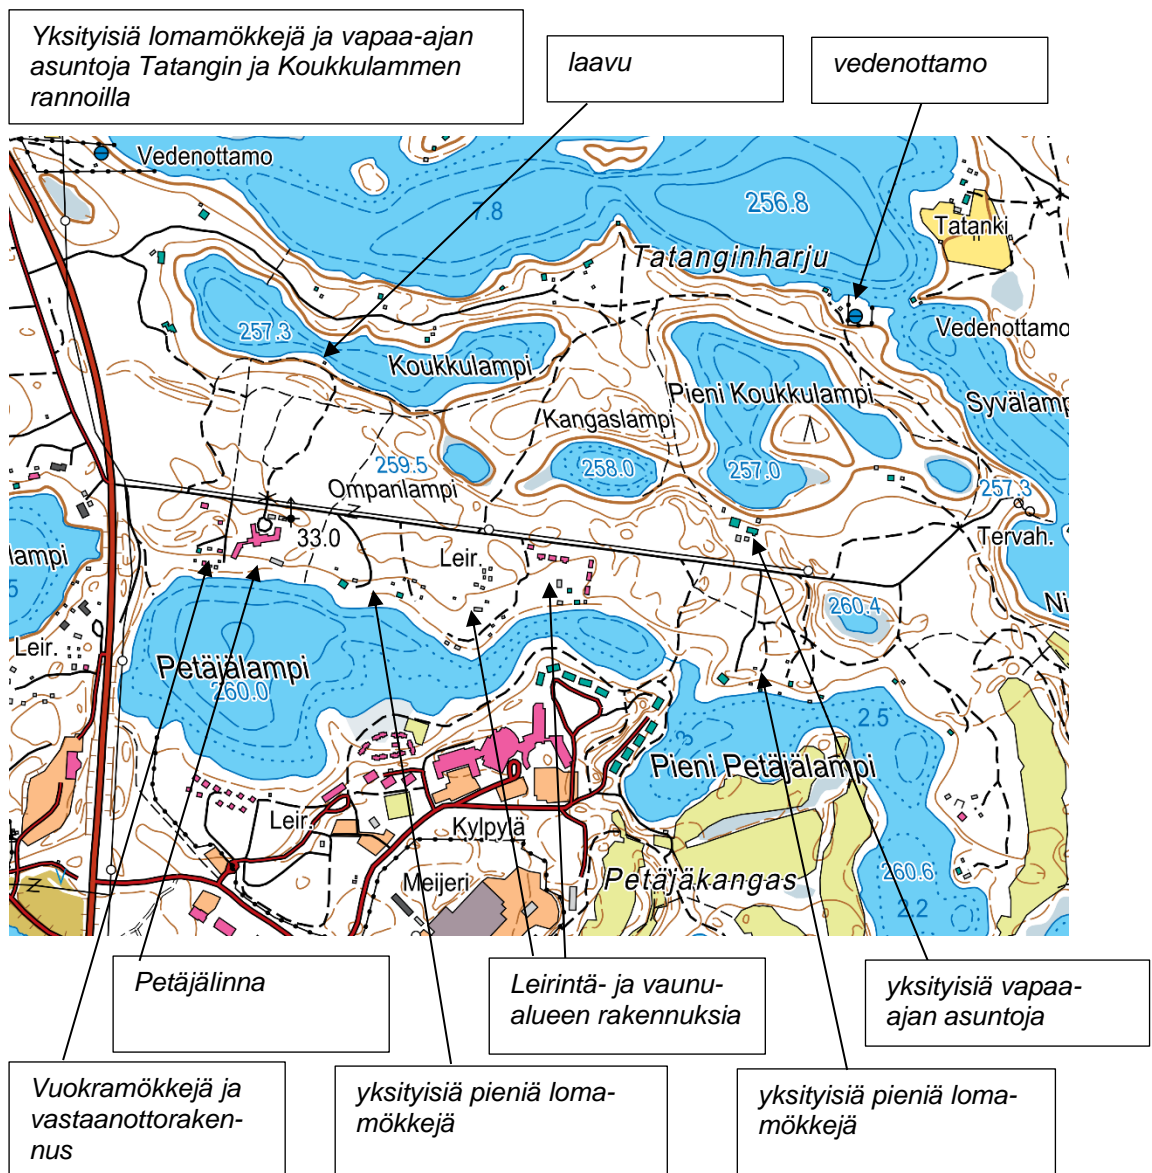 Yksityisiä lomamökkejä ja vapaa-ajan
asuntoja Tatangin ja Koukkulammen
rannoilla
laavu
vedenottamo
Vedenottamo
7.8
256.8
Tatanki
Tatanginharju
257.3
Vedenottamo
Koukkulampi
Pieni Koukkulampi
Syvälamp
Kangaslampi
259.5
258.0
257.0
257.3
Ompanlampi
33.0
Tervah.
lampi
5
Leir.
260.4
Ni
Leir.
Petäjälampi
260.0
2.5
3
Pieni Petäjälampi
Leir.
Kylpylä
Meijeri
Petäjäkangas
260.6
2.2
Petäjälinna
Leirintä- ja vaunu-
alueen rakennuksia
yksityisiä vapaa-
ajan asuntoja
Vuokramökkejä ja
vastaanottoraken-
nus
yksityisiä pieniä loma-
mökkejä
yksityisiä pieniä loma-
mökkejä